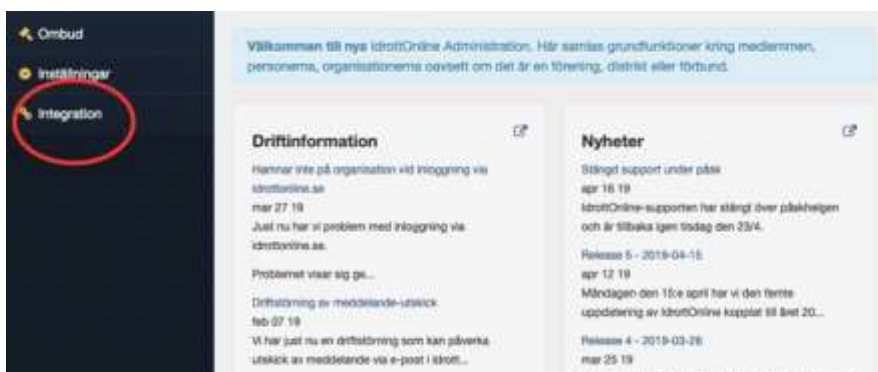 Ombud
Inställningar
Integration
Välkommen till nya IdrottOnline Administration. Här samlas grundfunktioner kring medlemmen,
personerna, organisationerna oavsett om det är en förening, distrikt eller förbund.
Driftinformation
Hamnar inte på organisation vid inloggning via
idrottonline.se
mar 27 19
Just nu har vi problem med inloggning via
idrottonline.se.
Problemet visar sig ge...
Driftstörning av meddelande-utskick
feb 07 19
Vi har just nu en driftstörning som kan påverka
utskick av meddelande via e-post i Idrott...
Nyheter
Stängd support under påsk
apr 16 19
IdrottOnline-supporten har stängt över påskhelgen
och är tillbaka igen tisdag den 23/4.
Release 5 - 2019-04-15
apr 12 19
Måndagen den 15:e april har vi den femte
uppdatering av IdrottOnline kopplat till året 20...
Release 4 - 2019-03-28
mar 25 19